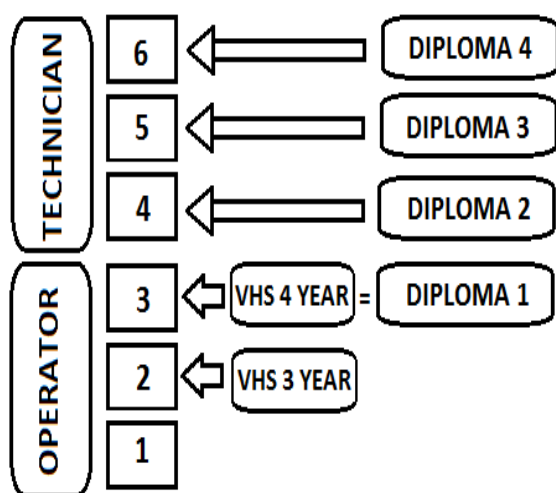 TECHNICIAN
6
DIPLOMA 4
5
DIPLOMA 3
4
DIPLOMA 2
OPERATOR
3
VHS 4 YEAR = DIPLOMA 1
2
VHS 3 YEAR
1